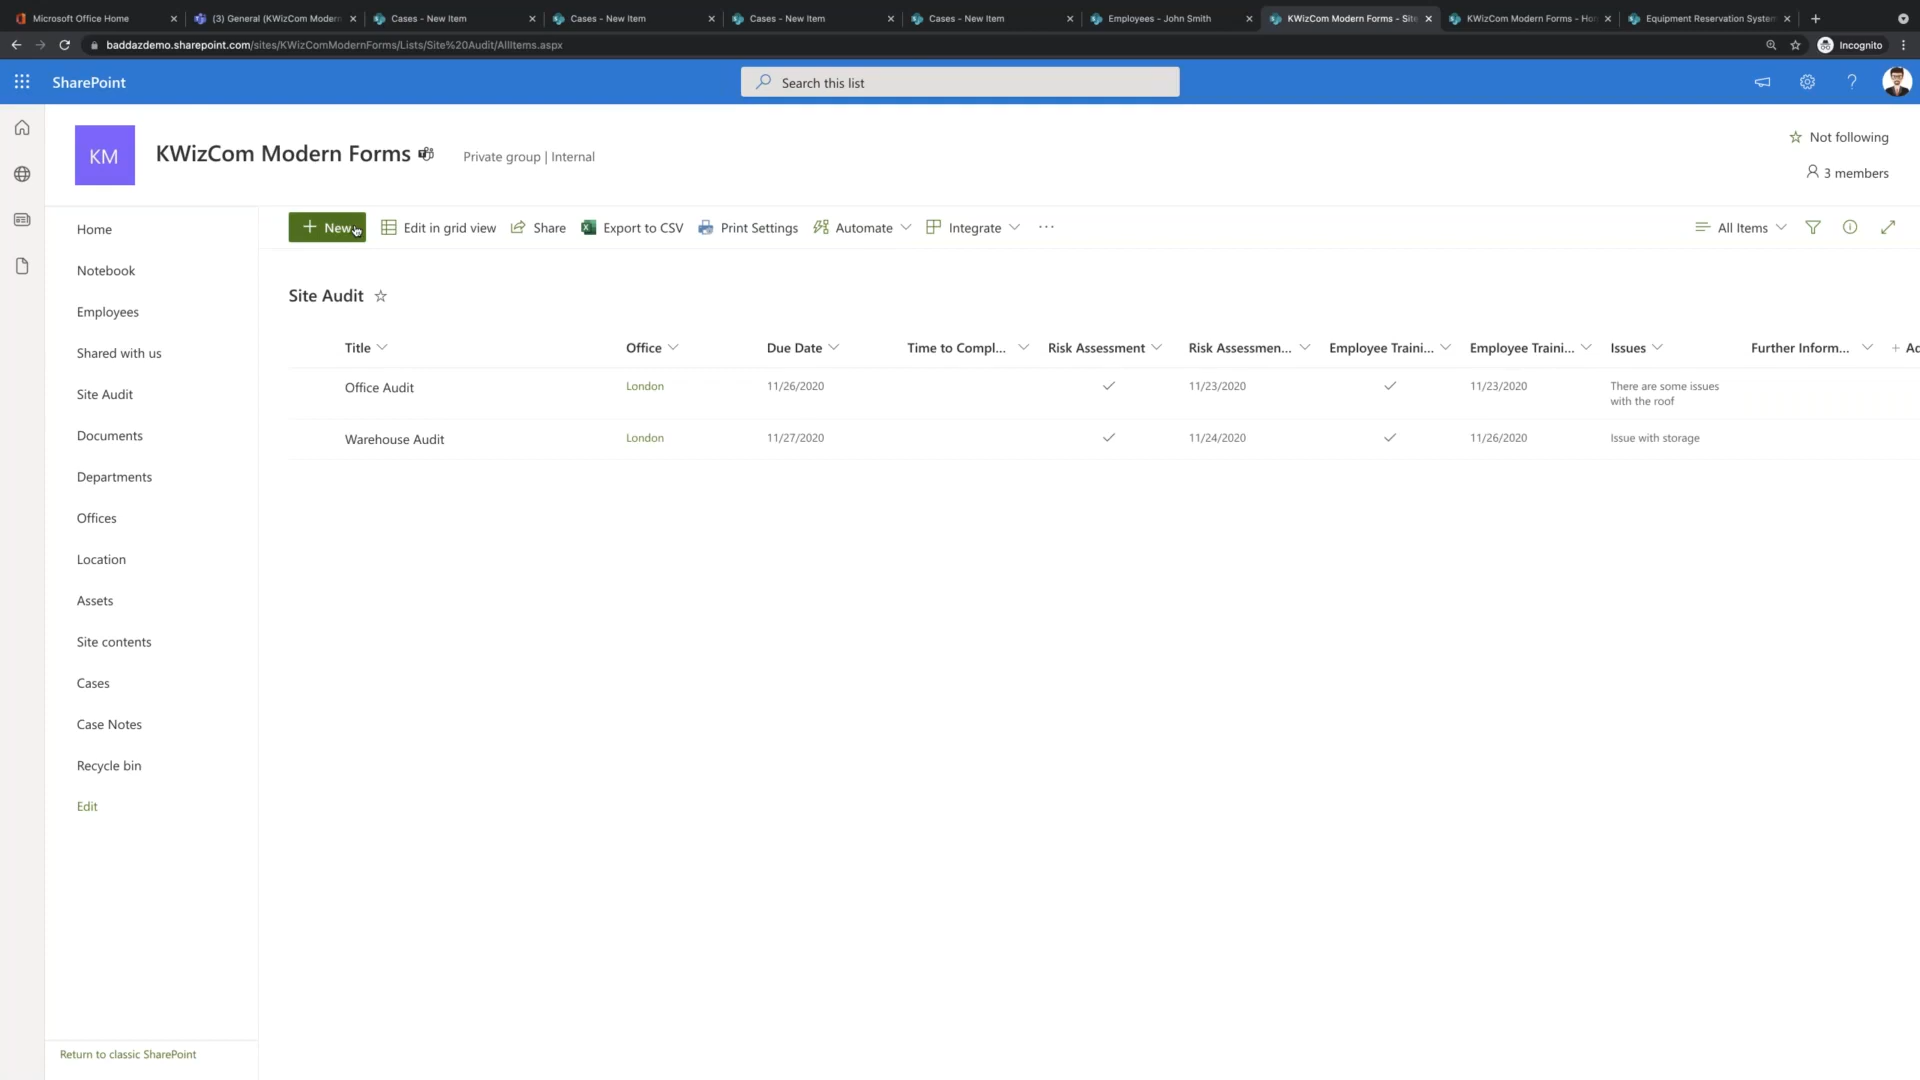 Microsoft Office Home
(3) General (KWizCom Modern
Cases - New Item
Cases - New Item
Cases - New Item
Cases - New Item
Employees - John Smith
KWizCom Modern Forms - Site
KWizCom Modern Forms - Ho
Equipment Reservation System
baddazdemo.sharepoint.com/sites/KWizComModernForms/Lists/Site%20Audit/AllItems.aspx
Incognito
SharePoint
Search this list
KM
KWizCom Modern Forms
Private group | Internal
Not following
3 members
Home
Notebook
Employees
Shared with us
Site Audit
Documents
Departments
Offices
Location
Assets
Site contents
Cases
Case Notes
Recycle bin
Edit
Return to classic SharePoint
+ New
Edit in grid view
Share
Export to CSV
Print Settings
Automate
Integrate
···
All Items
Site Audit
Title
Office
Due Date
Time to Compl...
Risk Assessment
Risk Assessmen...
Employee Traini...
Employee Traini...
Issues
Further Inform...
+ Ad
Office Audit
London
11/26/2020
11/23/2020
11/23/2020
There are some issues
with the roof
Warehouse Audit
London
11/27/2020
11/24/2020
11/26/2020
Issue with storage